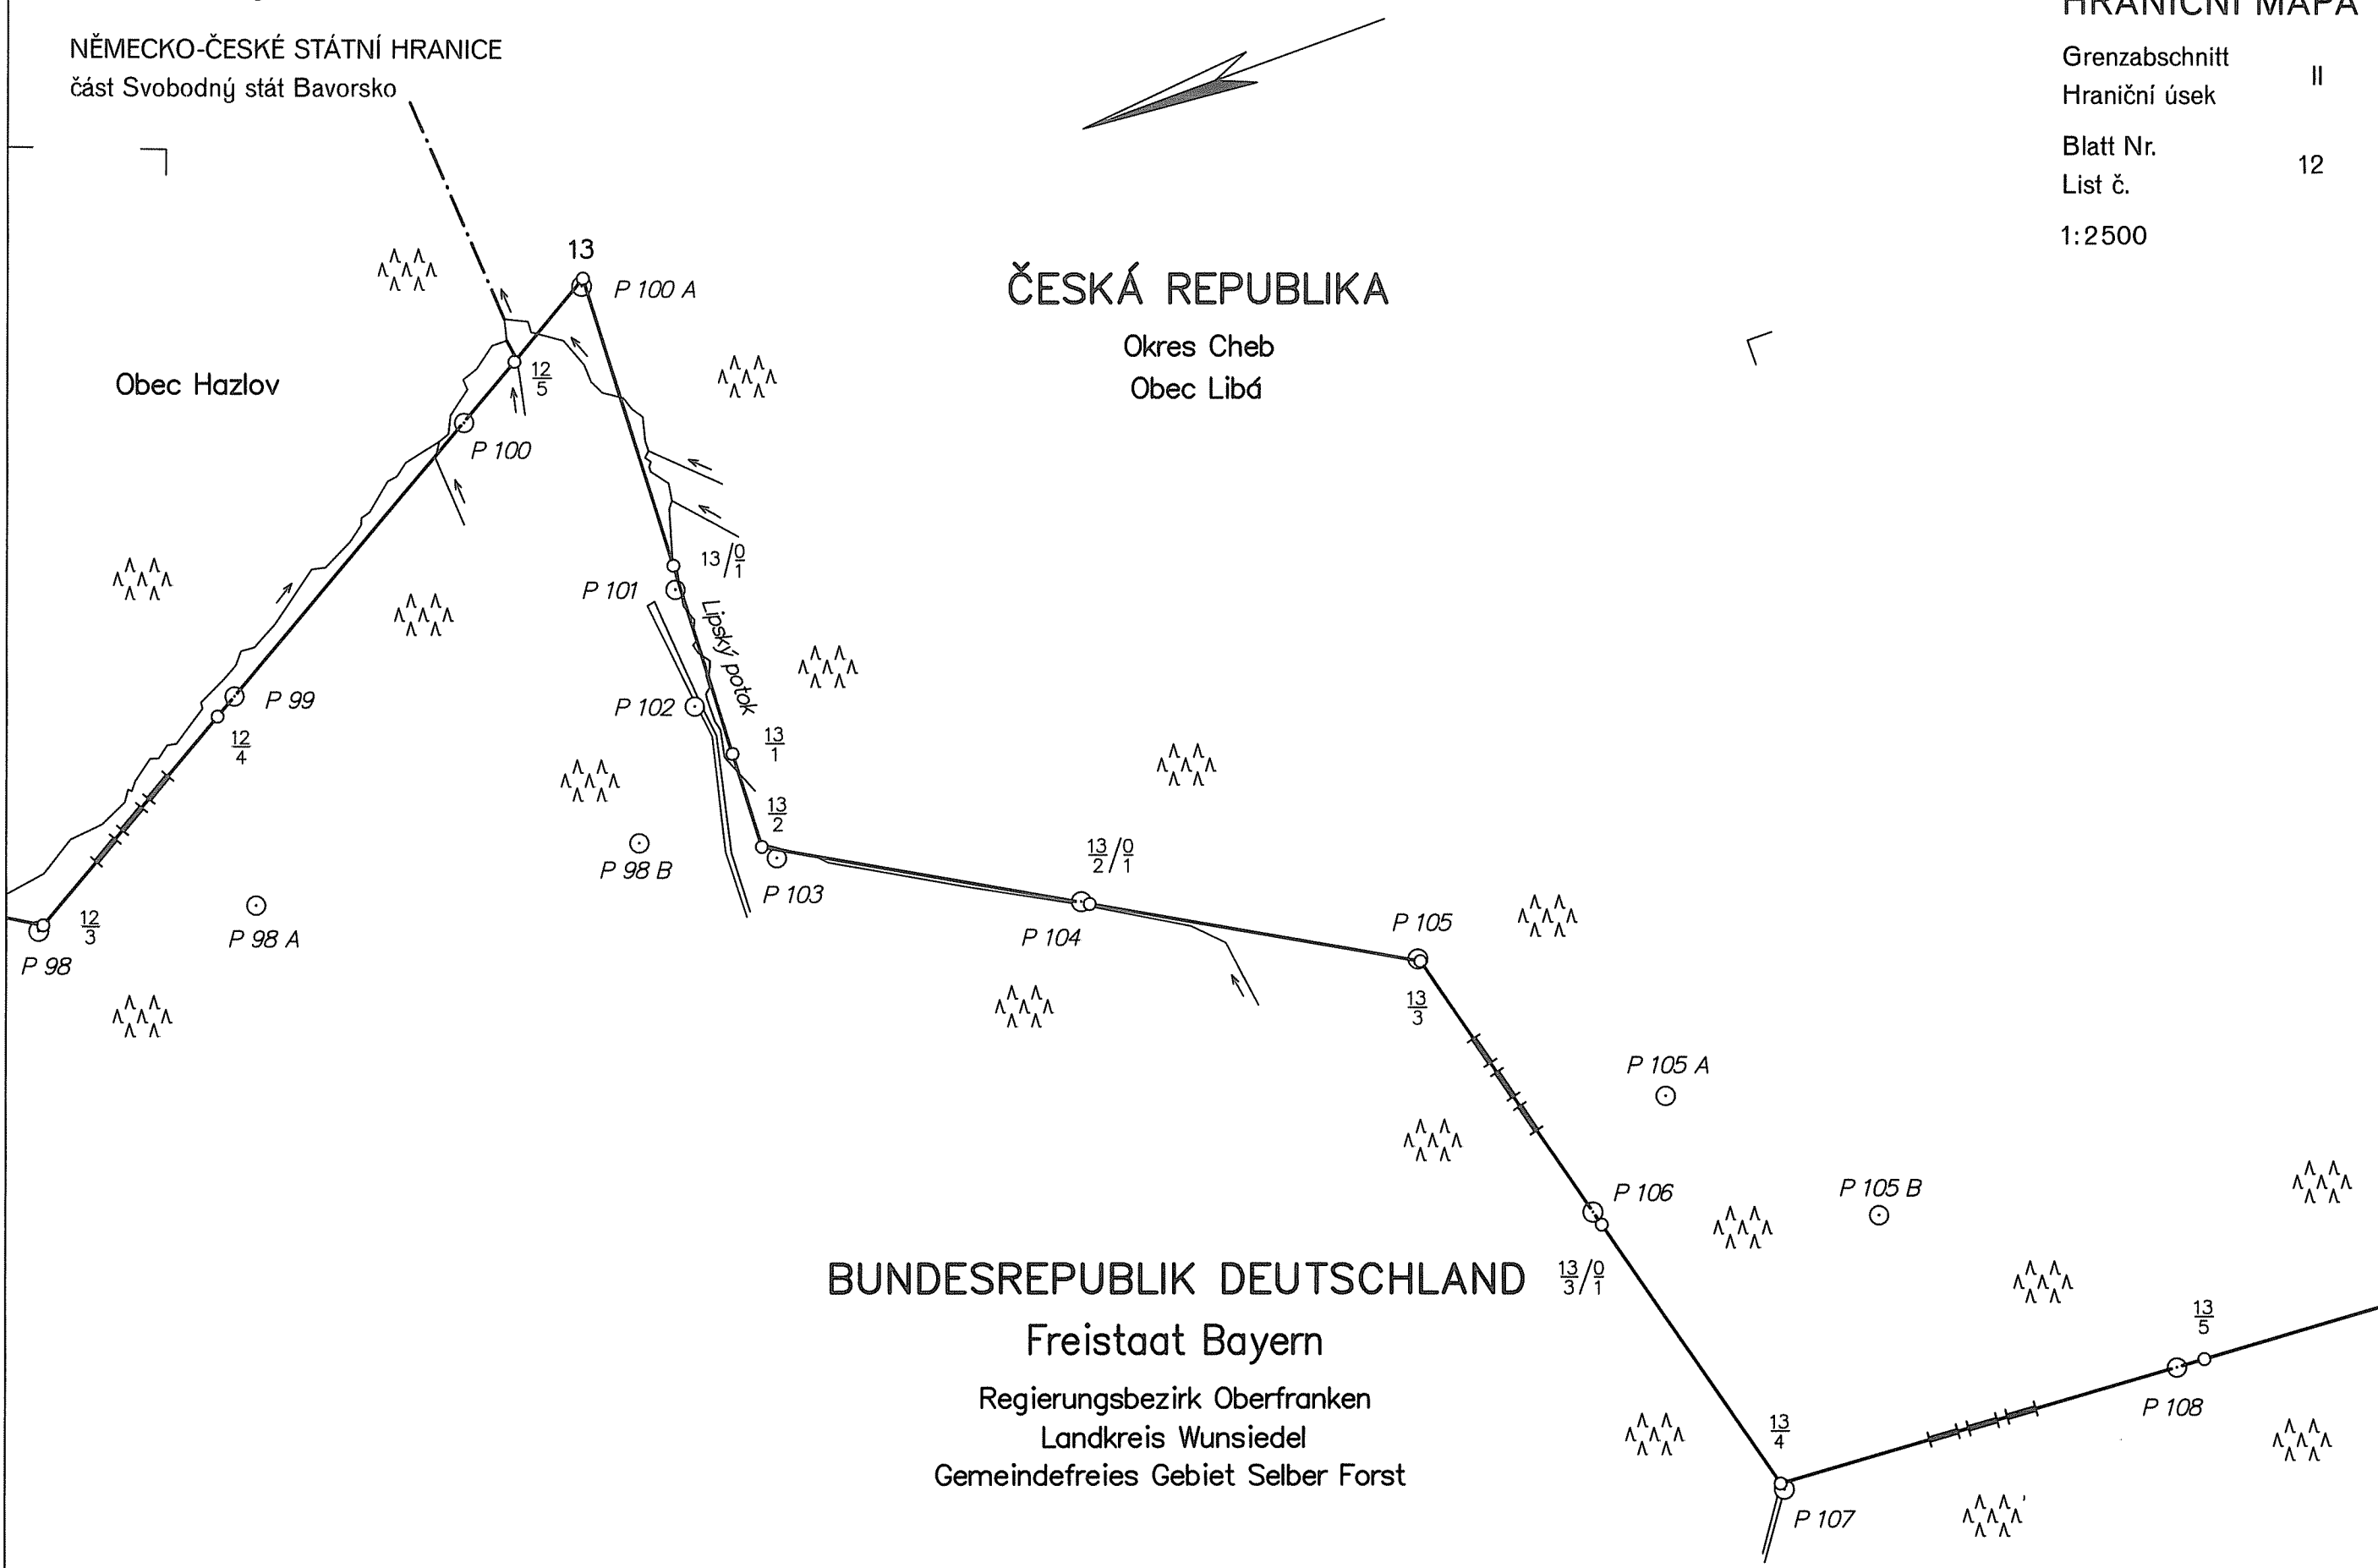 NĚMECKO-ČESKÉ STÁTNÍ HRANICE
část Svobodný stát Bavorsko
HRANIČNÍ MAPA
Grenzabschnitt
Hraniční úsek
II
Blatt Nr.
List č.
12
1:2500
13
P 100 A
ČESKÁ REPUBLIKA
Okres Cheb
Obec Libá
Obec Hazlov
12/5
P 100
13/0/1
P 101
Lipský potok
P 99
P 102
12/4
13/1
13/2
P 98 B
P 103
13/2/0/1
12/3
P 98 A
P 98
P 104
P 105
13/3
P 105 A
P 106
P 105 B
BUNDESREPUBLIK DEUTSCHLAND
13/3/0/1
Freistaat Bayern
13/5
Regierungsbezirk Oberfranken
Landkreis Wunsiedel
Gemeindefreies Gebiet Selber Forst
13/4
P 108
P 107